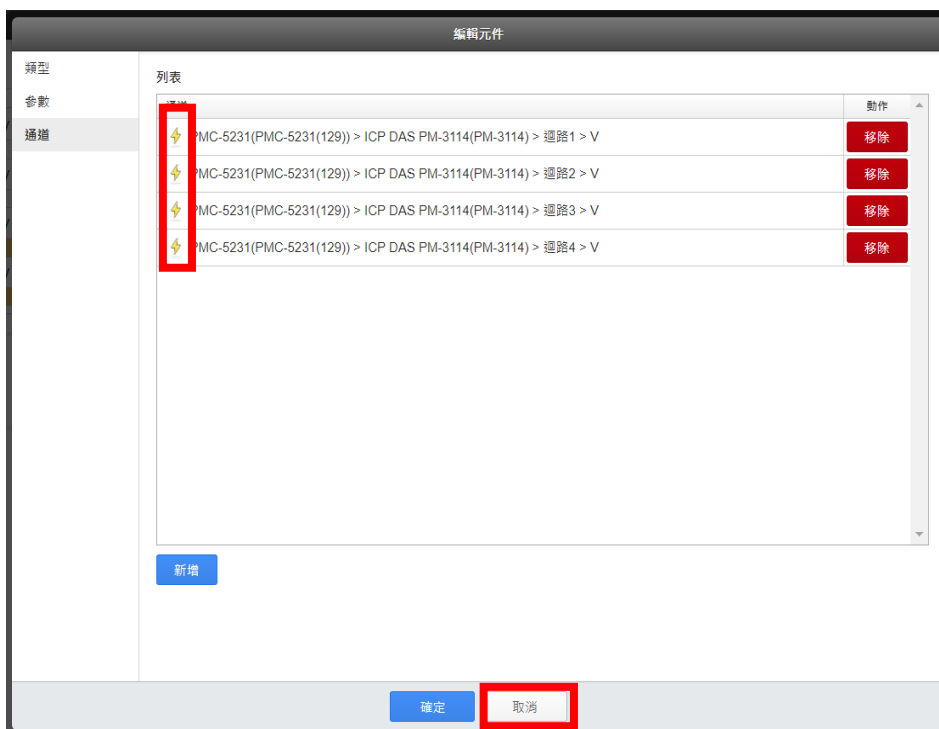 編輯元件
類型
參數
通道
列表
動作
PMC-5231(PMC-5231(129)) > ICP DAS PM-3114(PM-3114) > 迴路1 > V
移除
PMC-5231(PMC-5231(129)) > ICP DAS PM-3114(PM-3114) > 迴路2 > V
移除
PMC-5231(PMC-5231(129)) > ICP DAS PM-3114(PM-3114) > 迴路3 > V
移除
PMC-5231(PMC-5231(129)) > ICP DAS PM-3114(PM-3114) > 迴路4 > V
移除
新增
確定
取消